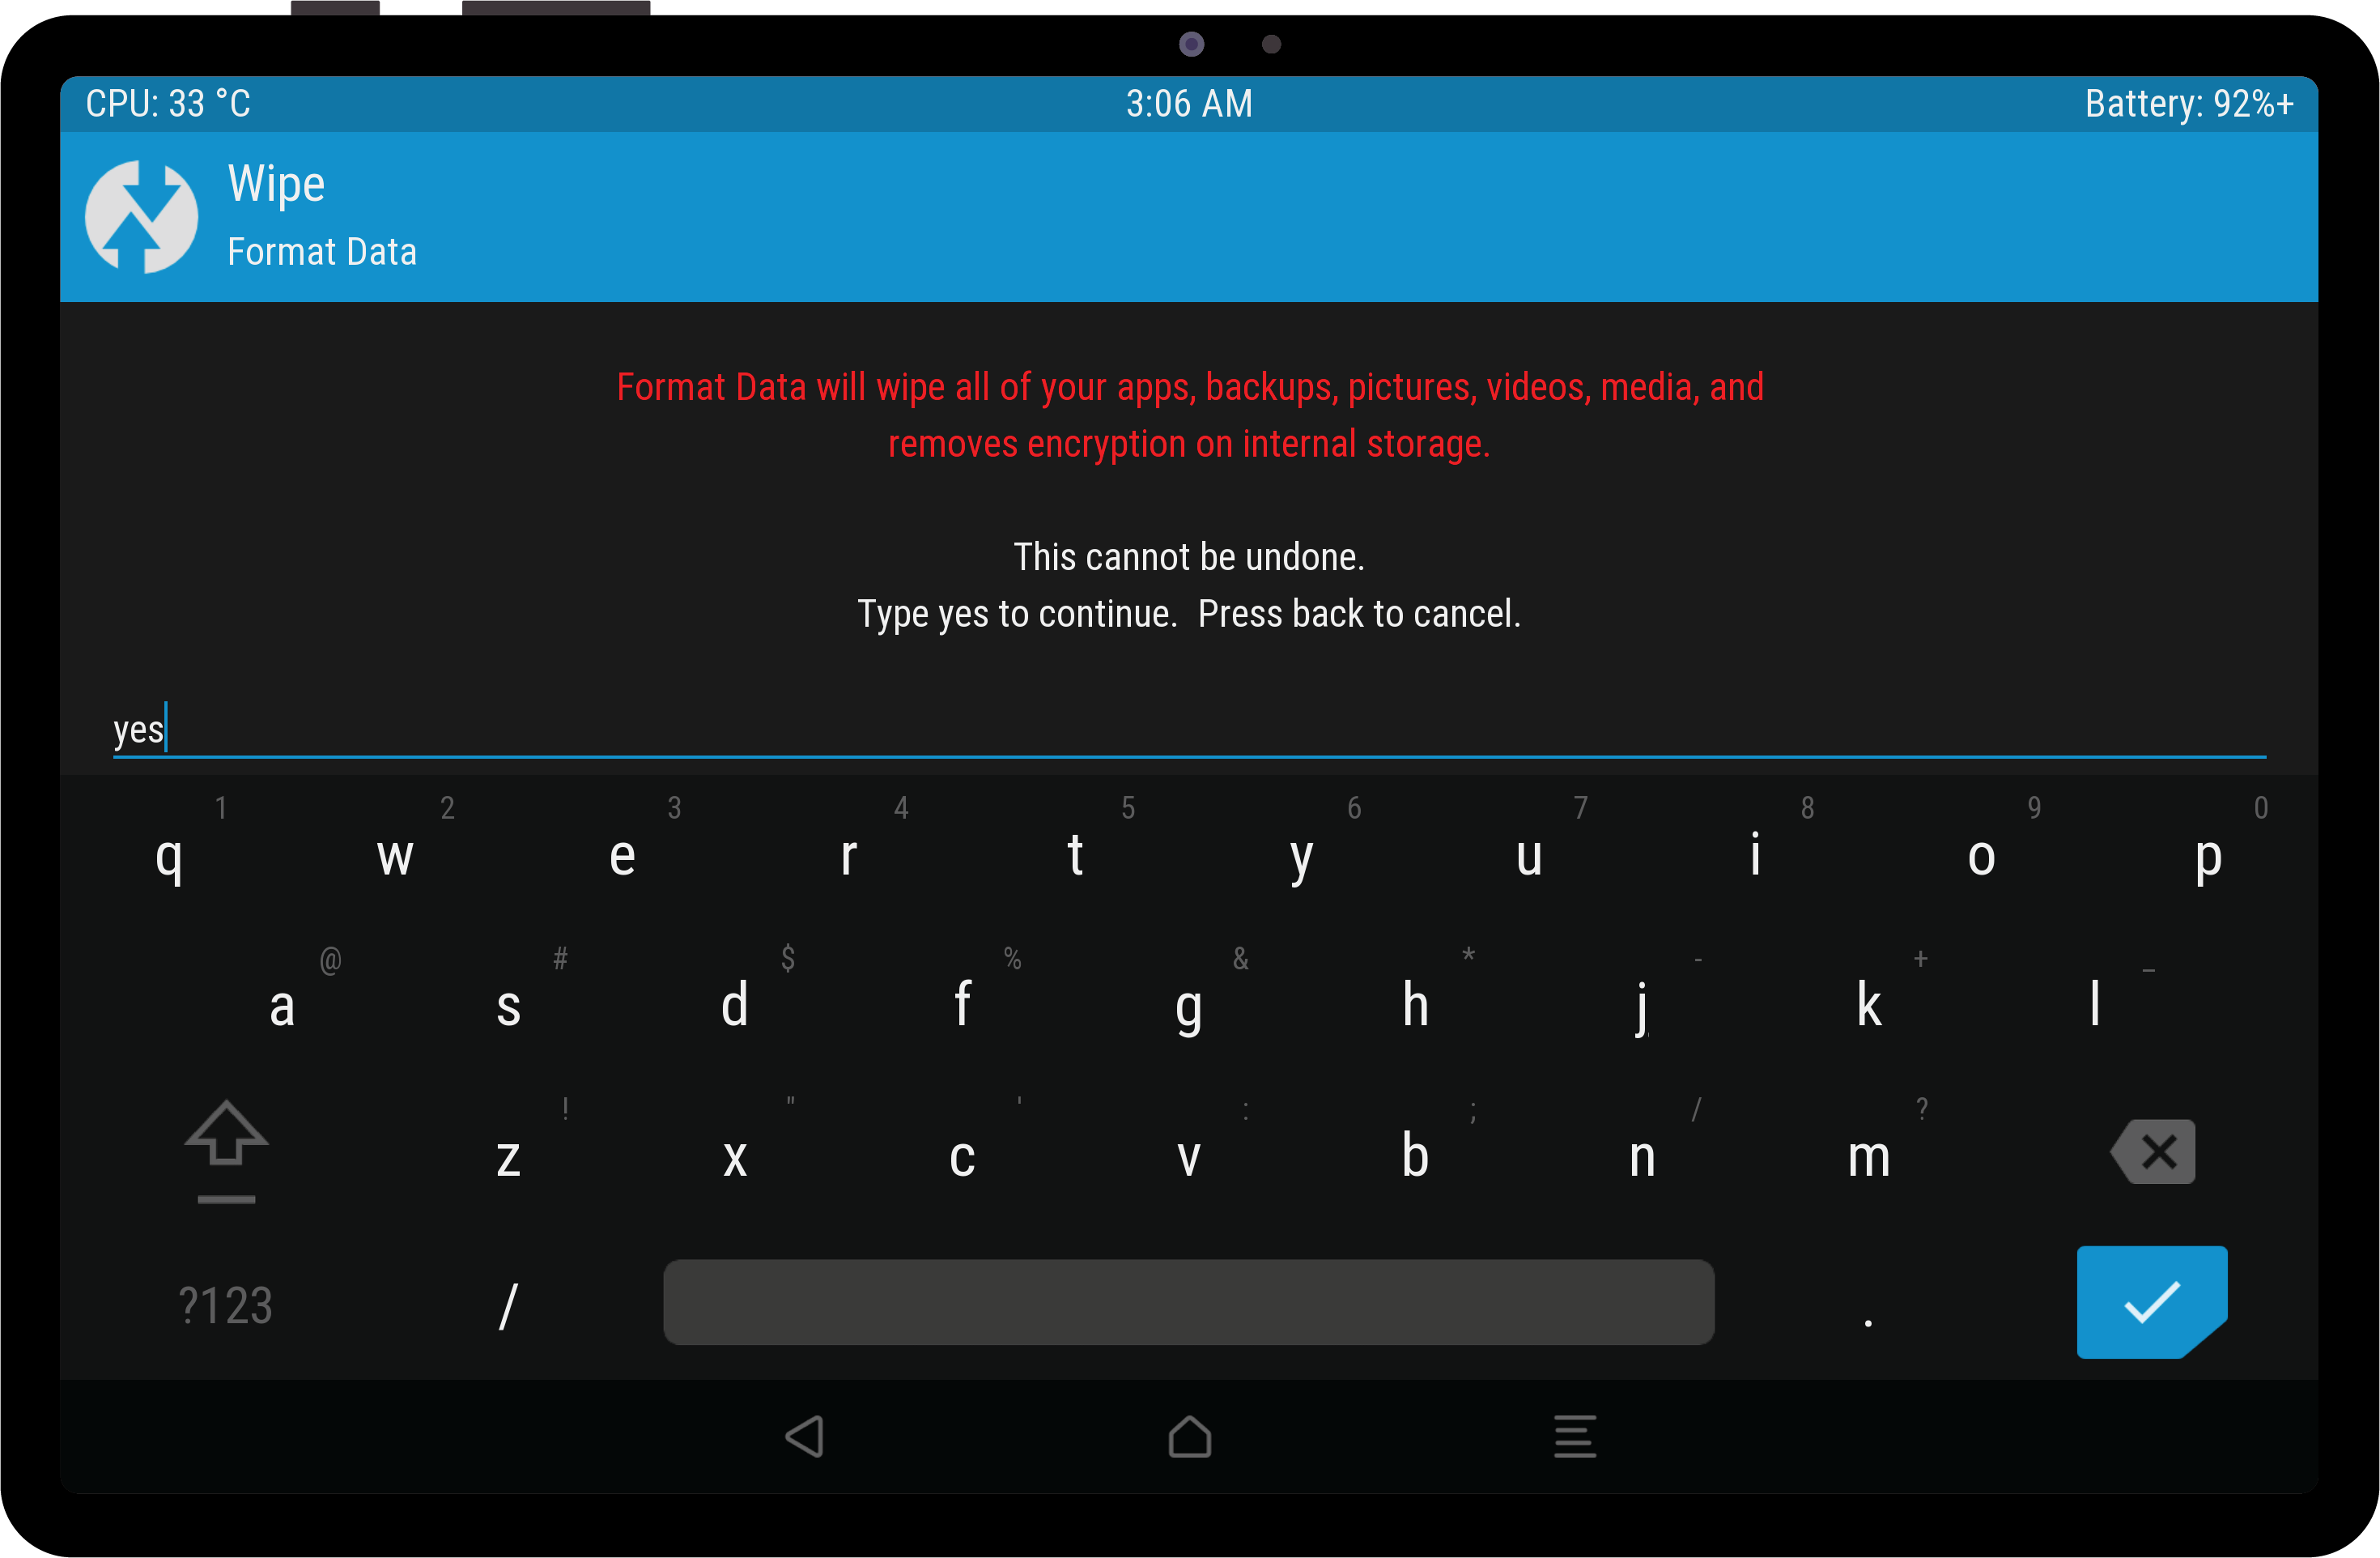 CPU: 33 °C 3:06 AM Battery: 92%+
Wipe
Format Data
Format Data will wipe all of your apps, backups, pictures, videos, media, and
removes encryption on internal storage.
This cannot be undone.
Type yes to continue.  Press back to cancel.
yes
1 2 3 4 5 6 7 8 9 0
q w e r t y u i o p
@ # $ % & * - + _
a s d f g h j k l
! " ' : ; / ?
z x c v b n m
?123 / .